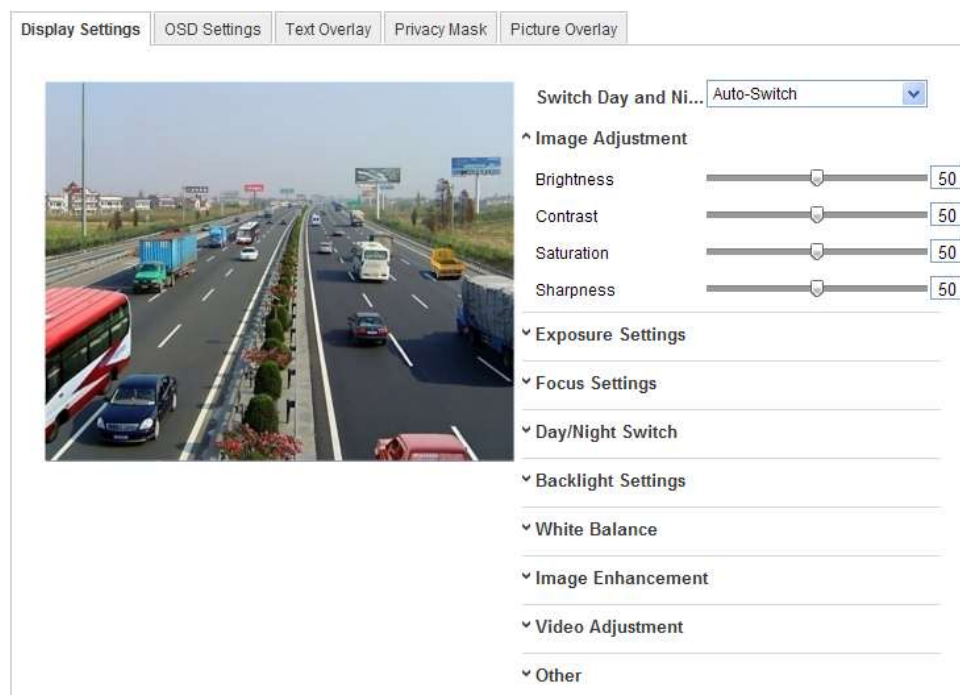 Display Settings OSD Settings Text Overlay Privacy Mask Picture Overlay
Switch Day and Ni... Auto-Switch
Image Adjustment
Brightness 50
Contrast 50
Saturation 50
Sharpness 50
Exposure Settings
Focus Settings
Day/Night Switch
Backlight Settings
White Balance
Image Enhancement
Video Adjustment
Other